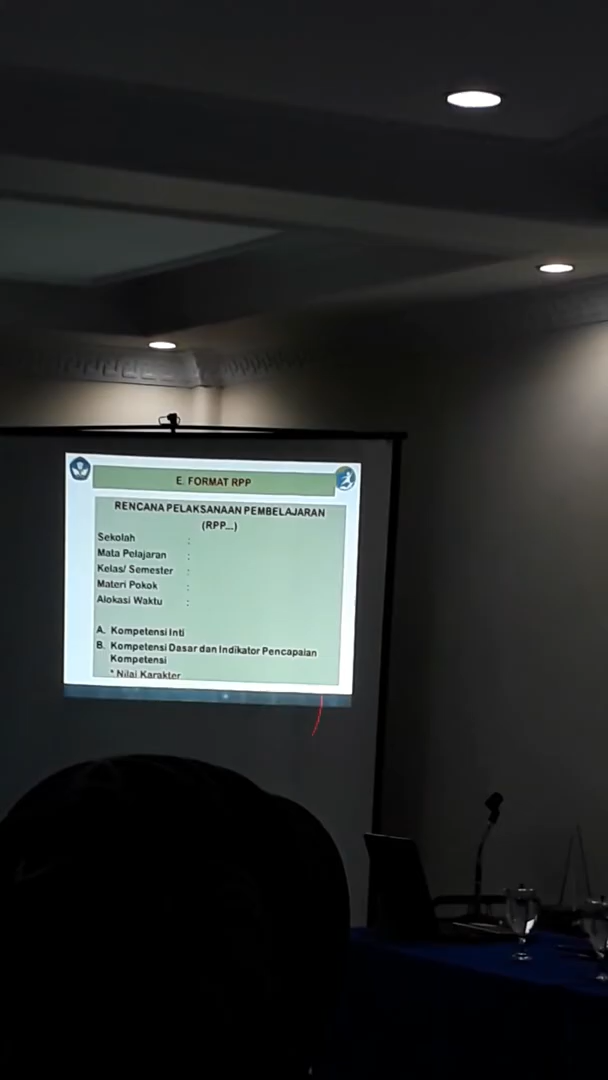 E. FORMAT RPP
RENCANA PELAKSANAAN PEMBELAJARAN
(RPP...)
Sekolah :
Mata Pelajaran :
Kelas/ Semester :
Materi Pokok :
Alokasi Waktu :
A. Kompetensi Inti
B. Kompetensi Dasar dan Indikator Pencapaian
Kompetensi
* Nilai Karakter